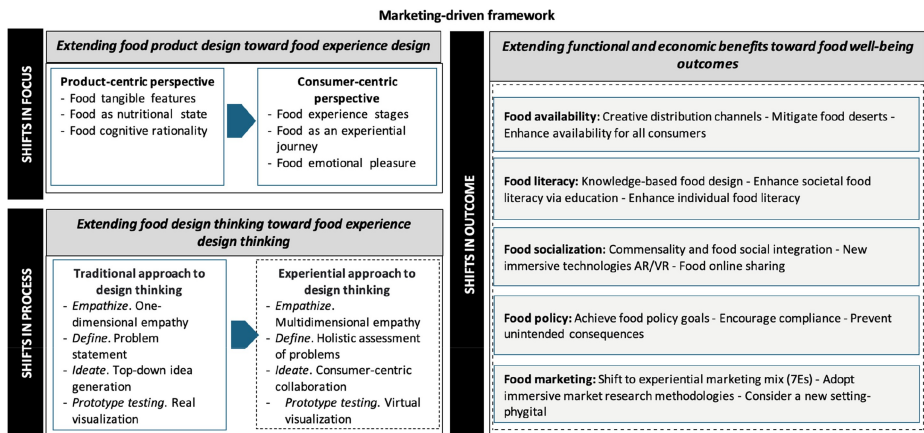 Marketing-driven framework
SHIFTS IN FOCUS
Extending food product design toward food experience design
Product-centric perspective
- Food tangible features
- Food as nutritional state
- Food cognitive rationality
Consumer-centric
perspective
- Food experience stages
- Food as an experiential
journey
- Food emotional pleasure
SHIFTS IN PROCESS
Extending food design thinking toward food experience
design thinking
Traditional approach to
design thinking
- Empathize. One-
dimensional empathy
- Define. Problem
statement
- Ideate. Top-down idea
generation
- Prototype testing. Real
visualization
Experiential approach to
design thinking
- Empathize.
Multidimensional empathy
- Define. Holistic assessment
of problems
- Ideate. Consumer-centric
collaboration
- Prototype testing. Virtual
visualization
SHIFTS IN OUTCOME
Extending functional and economic benefits toward food well-being
outcomes
Food availability: Creative distribution channels - Mitigate food deserts -
Enhance availability for all consumers
Food literacy: Knowledge-based food design - Enhance societal food
literacy via education - Enhance individual food literacy
Food socialization: Commensality and food social integration - New
immersive technologies AR/VR - Food online sharing
Food policy: Achieve food policy goals - Encourage compliance - Prevent
unintended consequences
Food marketing: Shift to experiential marketing mix (7Es) - Adopt
immersive market research methodologies - Consider a new setting-
phygital